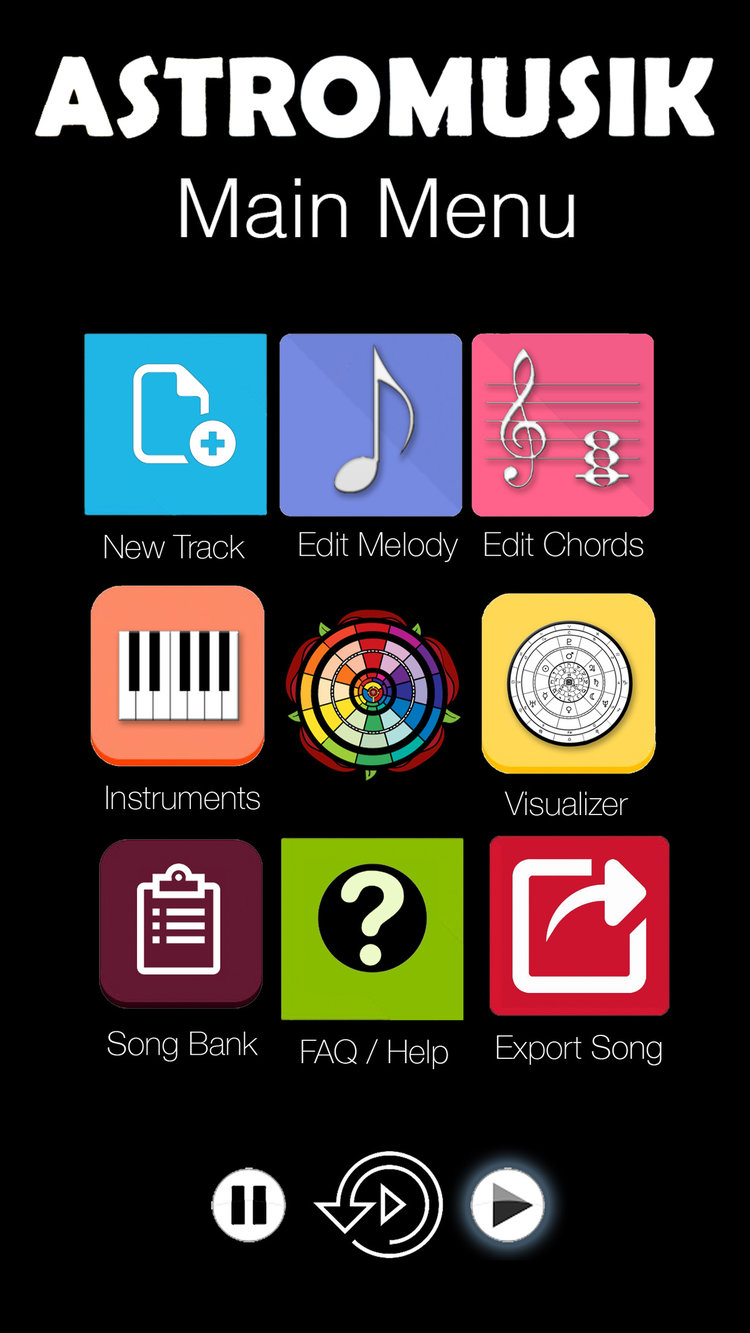 ASTROMUSIK
Main Menu
New Track
Edit Melody
Edit Chords
Instruments
Visualizer
Song Bank
FAQ / Help
Export Song